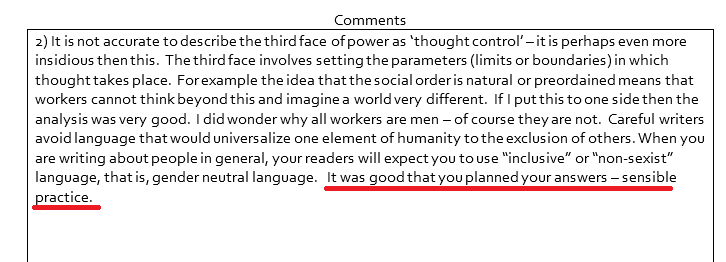 Comments
2) It is not accurate to describe the third face of power as ‘thought control’ – it is perhaps even more
insidious then this. The third face involves setting the parameters (limits or boundaries) in which
thought takes place. For example the idea that the social order is natural or preordained means that
workers cannot think beyond this and imagine a world very different. If I put this to one side then the
analysis was very good. I did wonder why all workers are men – of course they are not. Careful writers
avoid language that would universalize one element of humanity to the exclusion of others. When you
are writing about people in general, your readers will expect you to use “inclusive” or “non-sexist”
language, that is, gender neutral language. It was good that you planned your answers – sensible
practice.